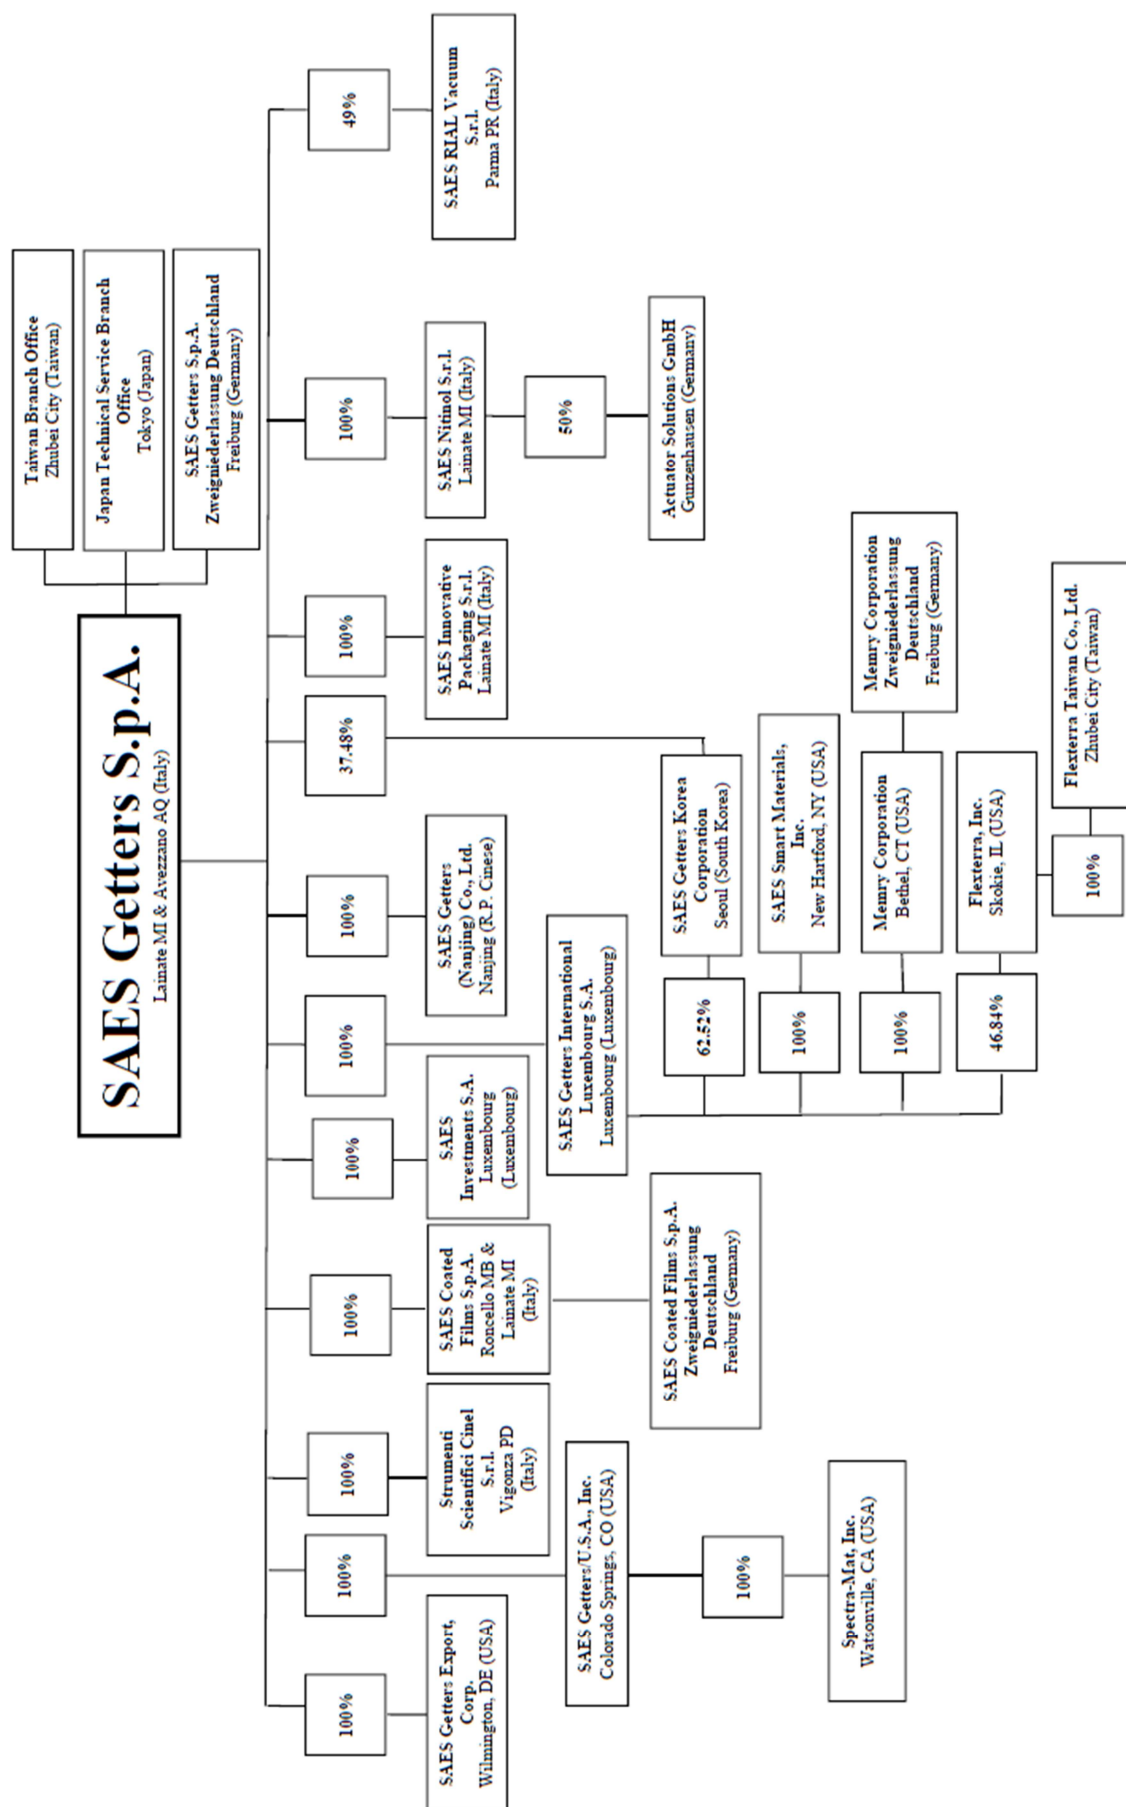 SAES Getters S.p.A.
Lainate MI & Avezzano AQ (Italy)
Taiwan Branch Office
Zhubei City (Taiwan)
Japan Technical Service Branch
Office
Tokyo (Japan)
SAES Getters S.p.A.
Zweigniederlassung Deutschland
Freiburg (Germany)
100%
SAES Getters Export,
Corp.
Wilmington, DE (USA)
100%
SAES Getters/U.S.A., Inc.
Colorado Springs, CO (USA)
100%
Spectra-Mat, Inc.
Watsonville, CA (USA)
100%
Strumenti
Scientifici Cinel
S.r.l.
Vigonza PD
(Italy)
100%
SAES Coated
Films S.p.A.
Roncello MB &
Lainate MI
(Italy)
SAES Coated Films S.p.A.
Zweigniederlassung
Deutschland
Freiburg (Germany)
100%
SAES
Investments S.A.
Luxembourg
(Luxembourg)
100%
SAES Getters International
Luxembourg S.A.
Luxembourg (Luxembourg)
62.52%
SAES Getters Korea
Corporation
Seoul (South Korea)
100%
SAES Smart Materials,
Inc.
New Hartford, NY (USA)
100%
Memry Corporation
Bethel, CT (USA)
Memry Corporation
Zweigniederlassung
Deutschland
Freiburg (Germany)
46.84%
Flexterra, Inc.
Skokie, IL (USA)
100%
Flexterra Taiwan Co., Ltd.
Zhubei City (Taiwan)
100%
SAES Getters
(Nanjing) Co., Ltd.
Nanjing (R.P. Cinese)
37.48%
100%
SAES Innovative
Packaging S.r.l.
Lainate MI (Italy)
100%
SAES Nitinol S.r.l.
Lainate MI (Italy)
50%
Actuator Solutions GmbH
Gunzenhausen (Germany)
49%
SAES RIAL Vacuum
S.r.l.
Parma PR (Italy)